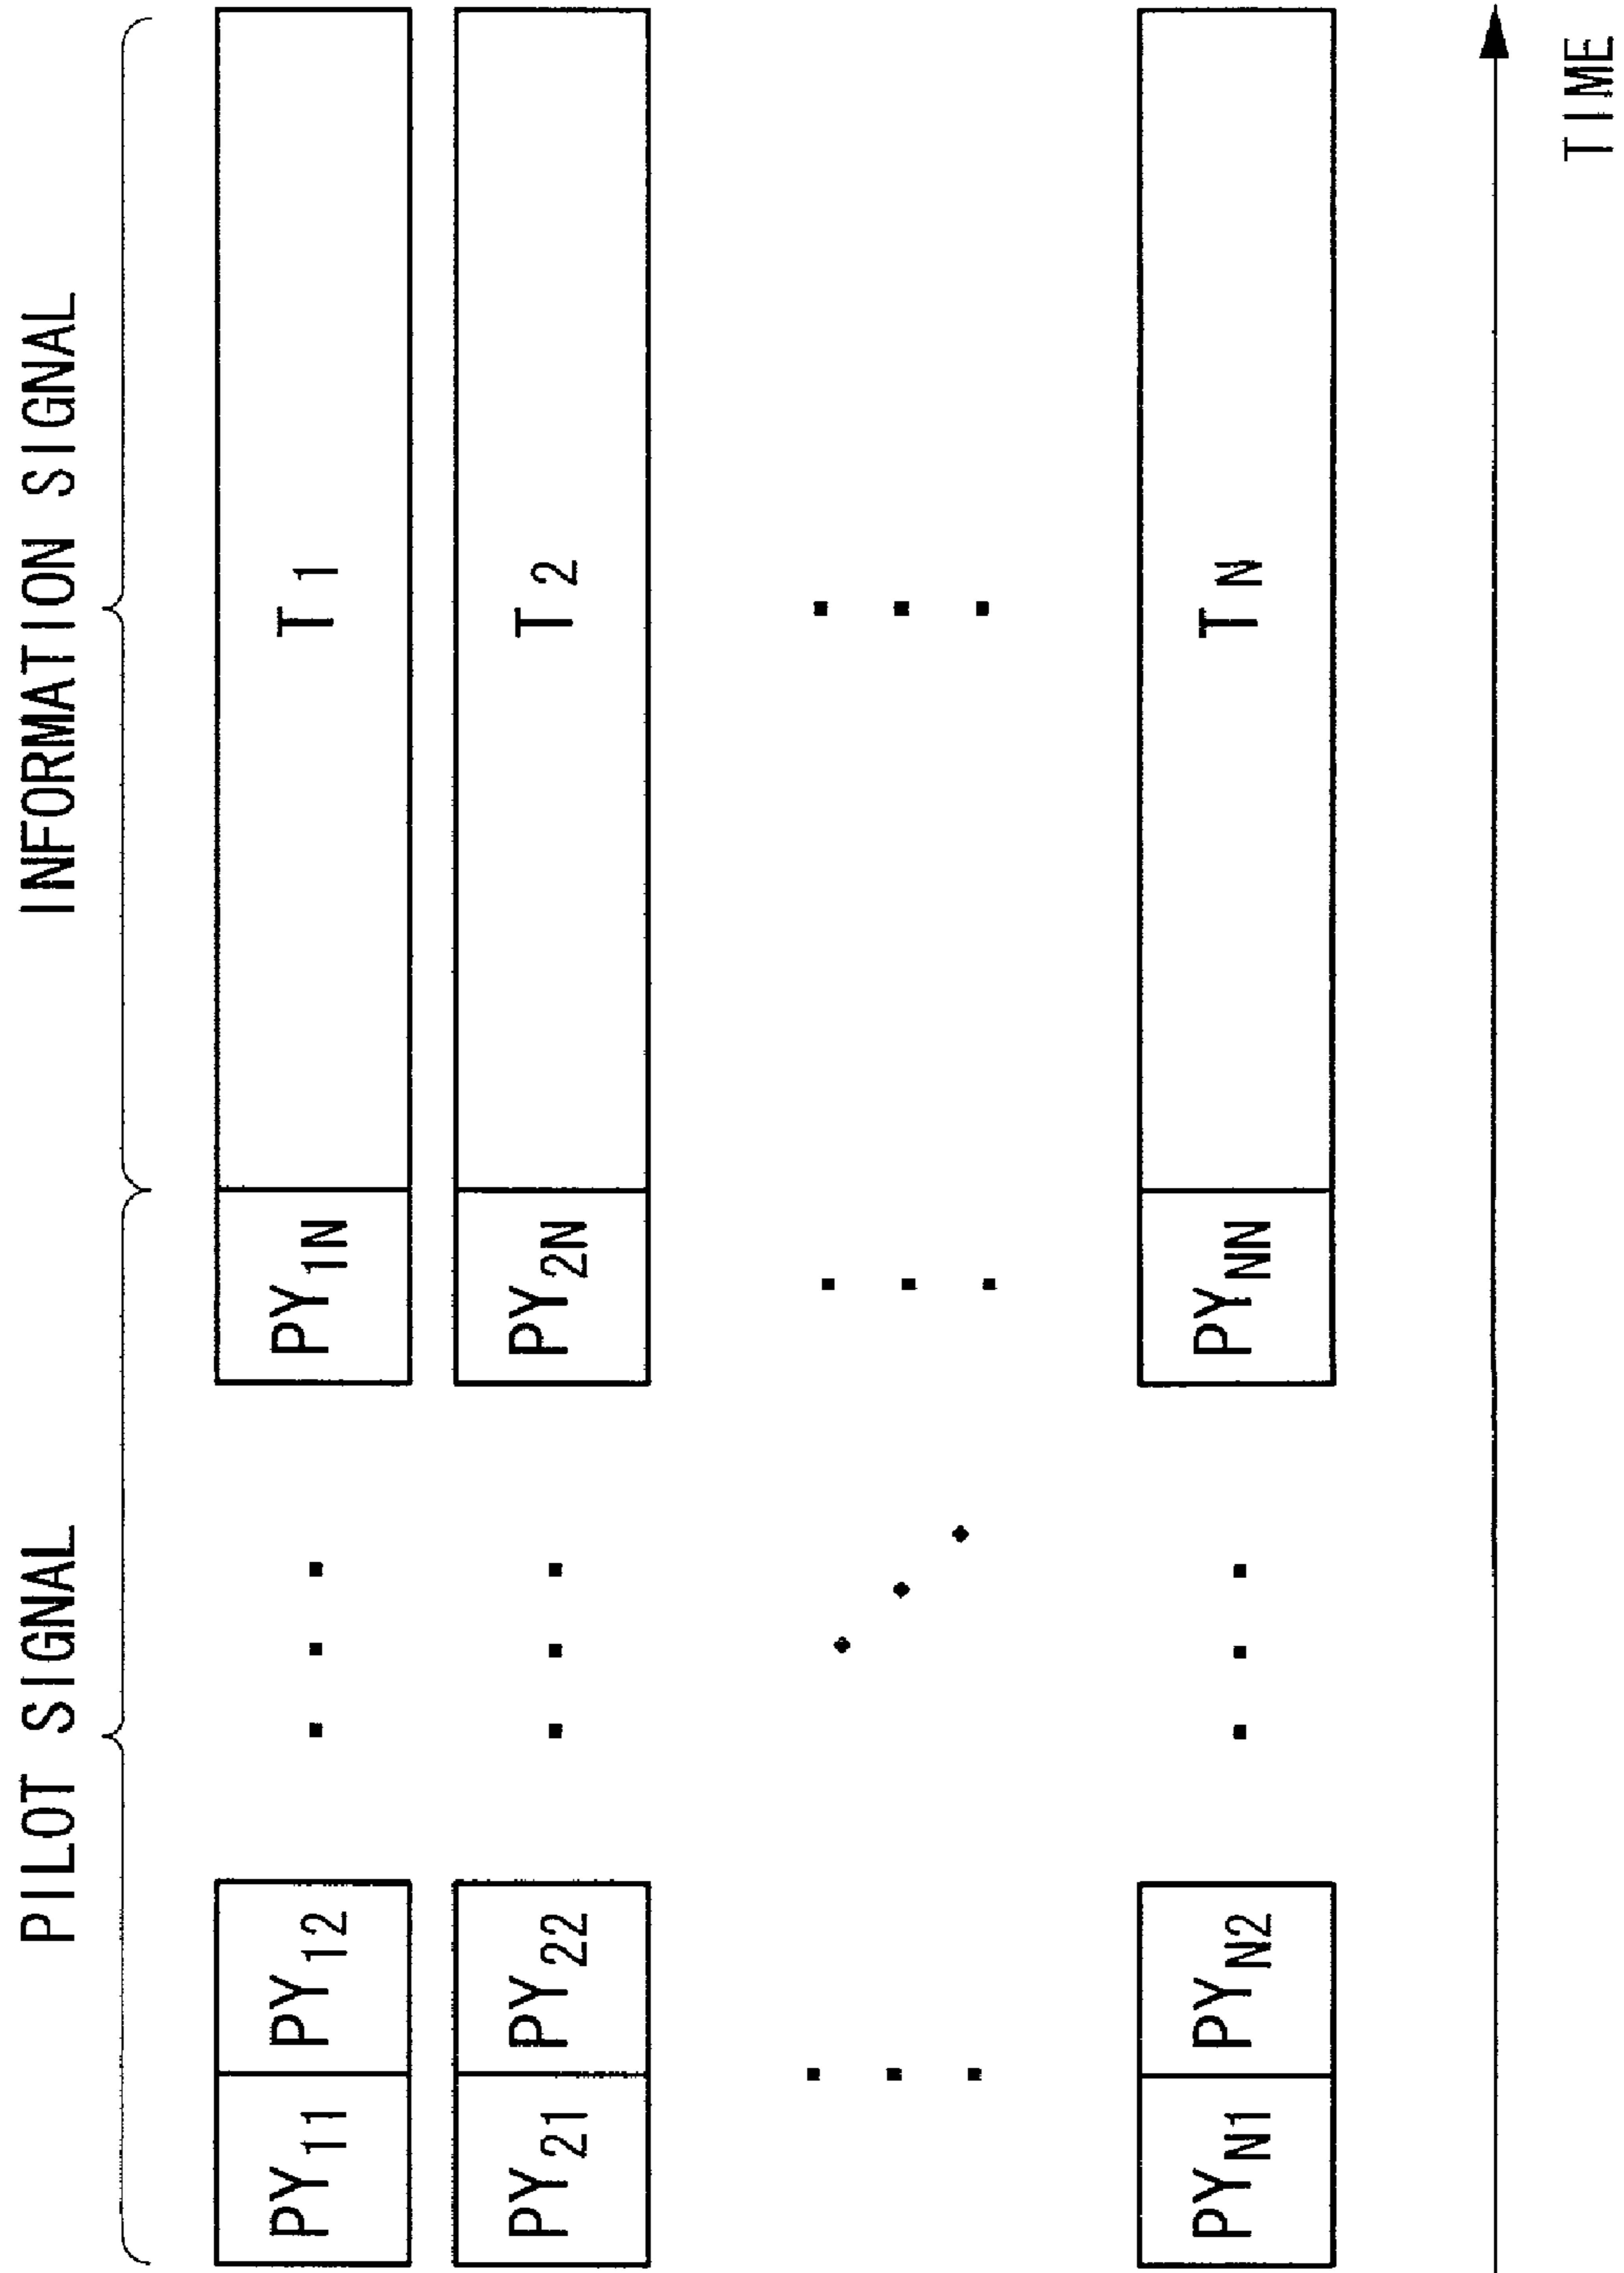 PILOT SIGNAL INFORMATION SIGNAL
PY11 PY12 . . . PY1N T1
PY21 PY22 . . . PY2N T2
PYN1 PYN2 . . . PYNN TN
TIME